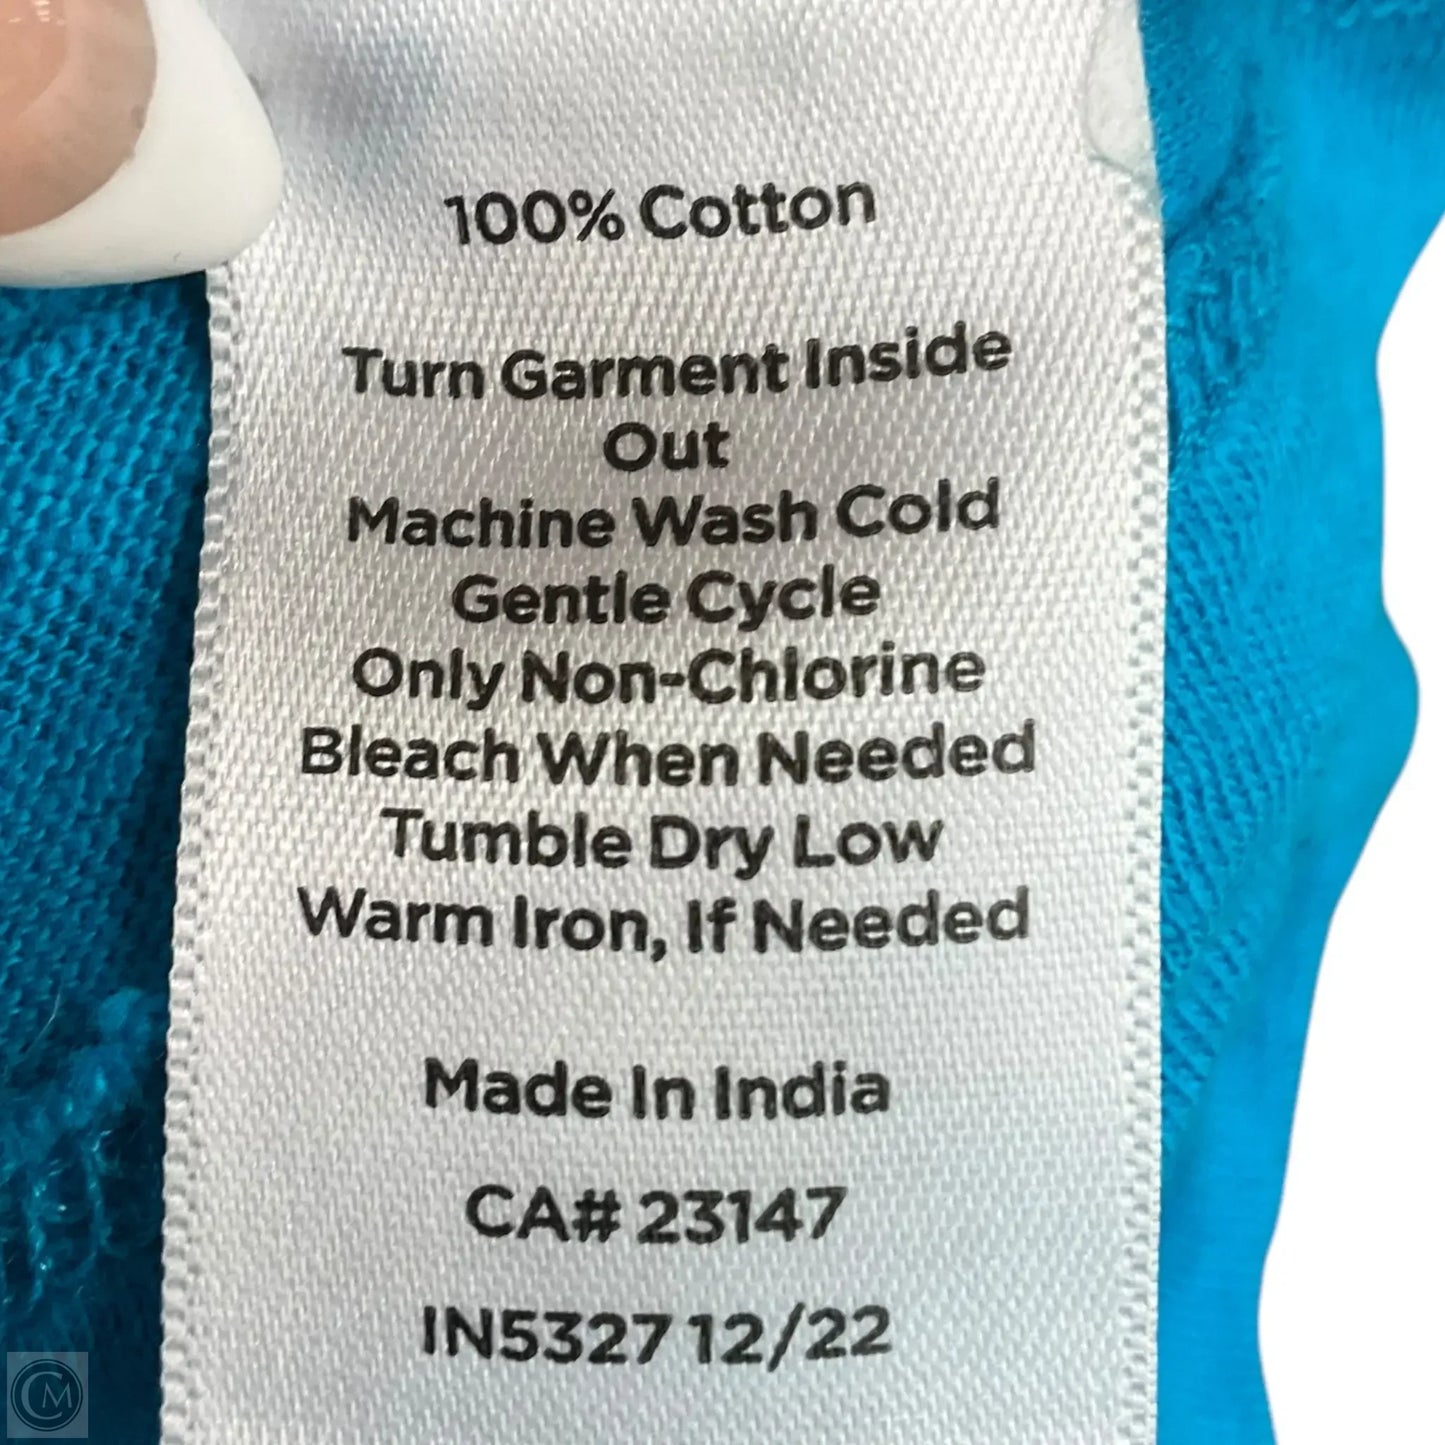 100% Cotton
Turn Garment Inside
Out
Machine Wash Cold
Gentle Cycle
Only Non-Chlorine
Bleach When Needed
Tumble Dry Low
Warm Iron, If Needed
Made In India
CA# 23147
IN5327 12/22
CM